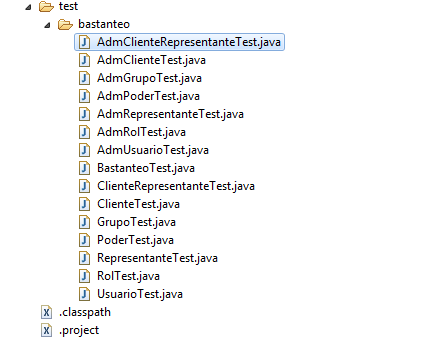 test
bastanteo
AdmClienteRepresentanteTest.java
AdmClienteTest.java
AdmGrupoTest.java
AdmPoderTest.java
AdmRepresentanteTest.java
AdmRolTest.java
AdmUsuarioTest.java
BastanteoTest.java
ClienteRepresentanteTest.java
ClienteTest.java
GrupoTest.java
PoderTest.java
RepresentanteTest.java
RolTest.java
UsuarioTest.java
.classpath
.project